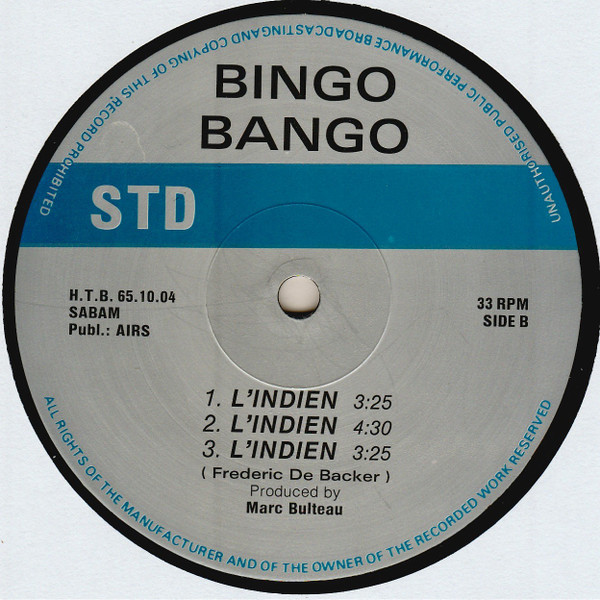 BINGO
BANGO
STD
H.T.B. 65.10.04
SABAM
Publ.: AIRS
33 RPM
SIDE B
1. L'INDIEN 3:25
2. L'INDIEN 4:30
3. L'INDIEN 3:25
( Frederic De Backer )
Produced by
Marc Bulteau
ALL RIGHTS OF THE MANUFACTURER AND OF THE OWNER OF THE RECORDED WORK RESERVED
UNAUTHORISED PUBLIC PERFORMANCE BROADCASTINGAND COPYING OF THIS RECORD PROHIBITED